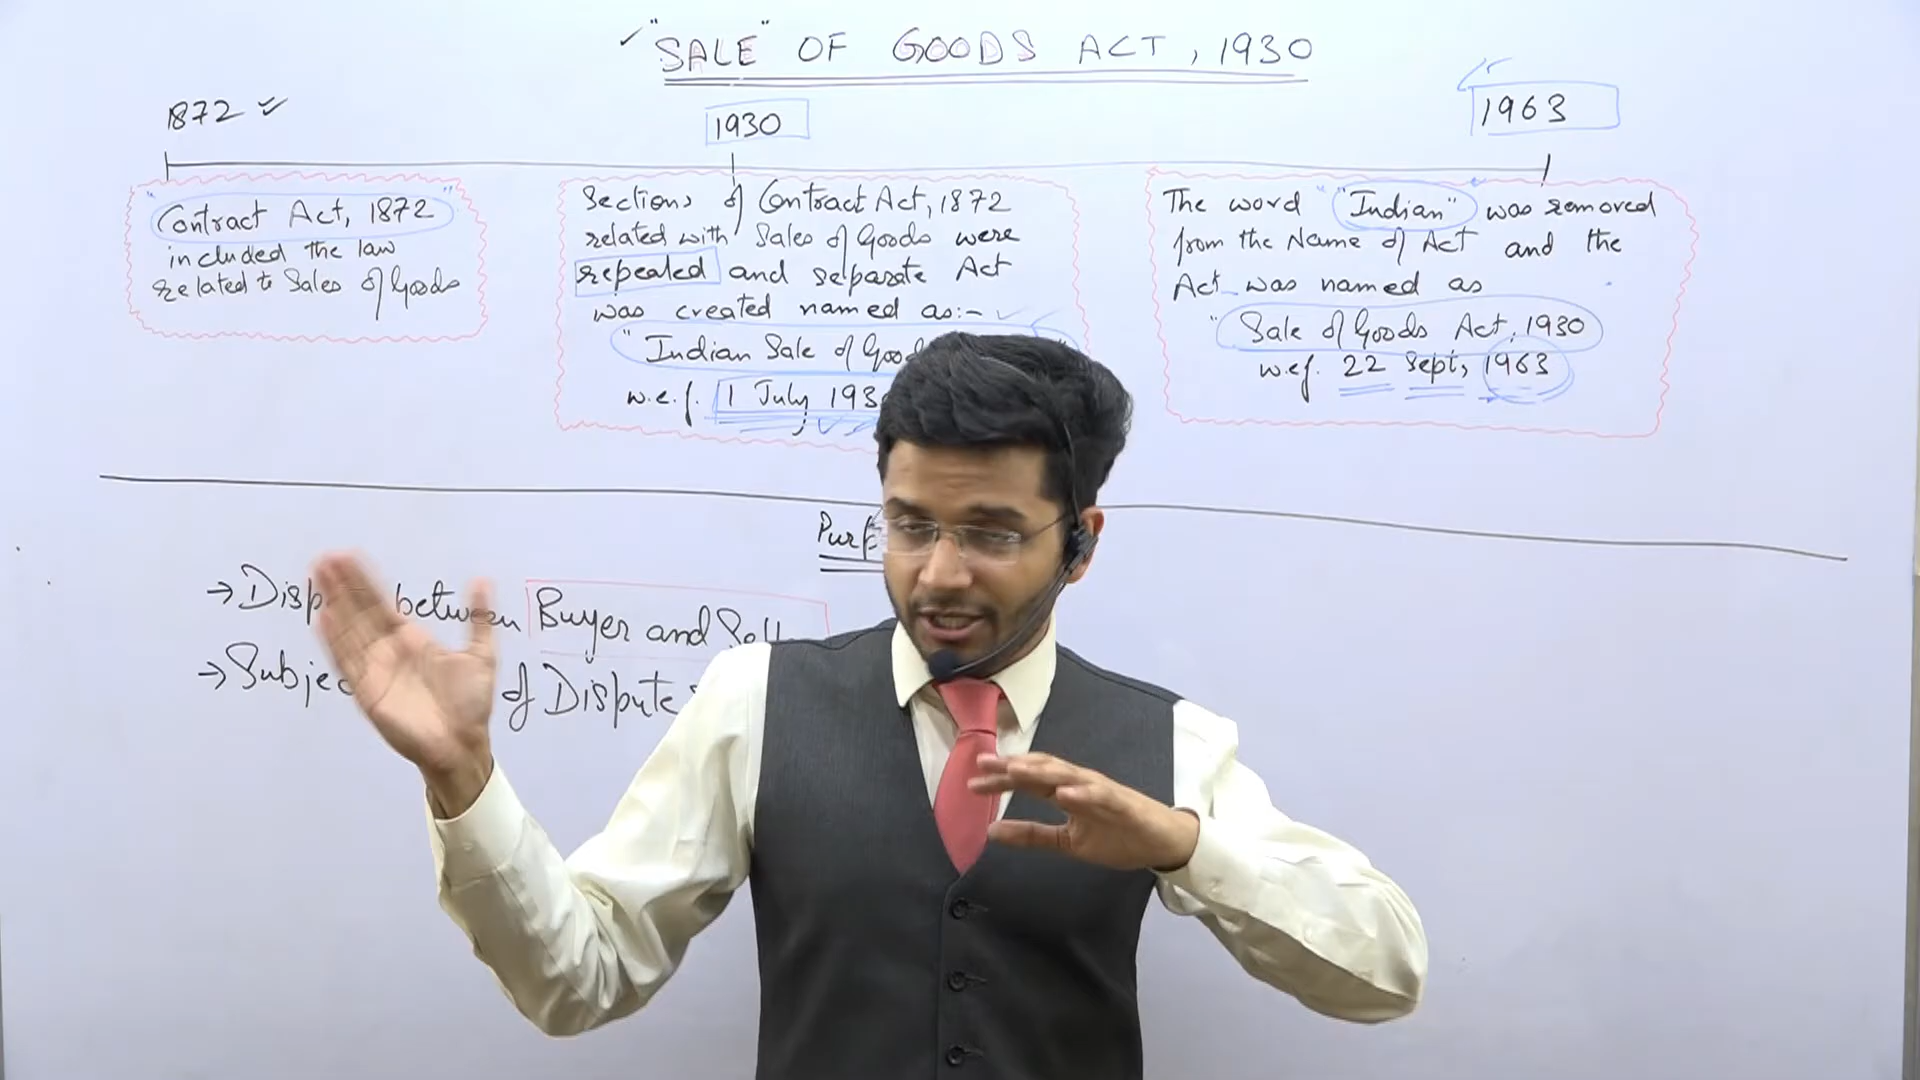 "SALE" OF GOODS ACT, 1930
1872
1930
1963
"Contract Act, 1872"
included the law
related to Sales of Goods
Sections of Contract Act, 1872
related with Sales of Goods were
repealed and separate Act
was created named as:-
"Indian Sale of
w.e.f. 1 July
The word "Indian" was removed
from the Name of Act and the
Act was named as
"Sale of Goods Act, 1930
w.e.f. 22 Sept, 1963
→ between Buyer and
→ of Dispute